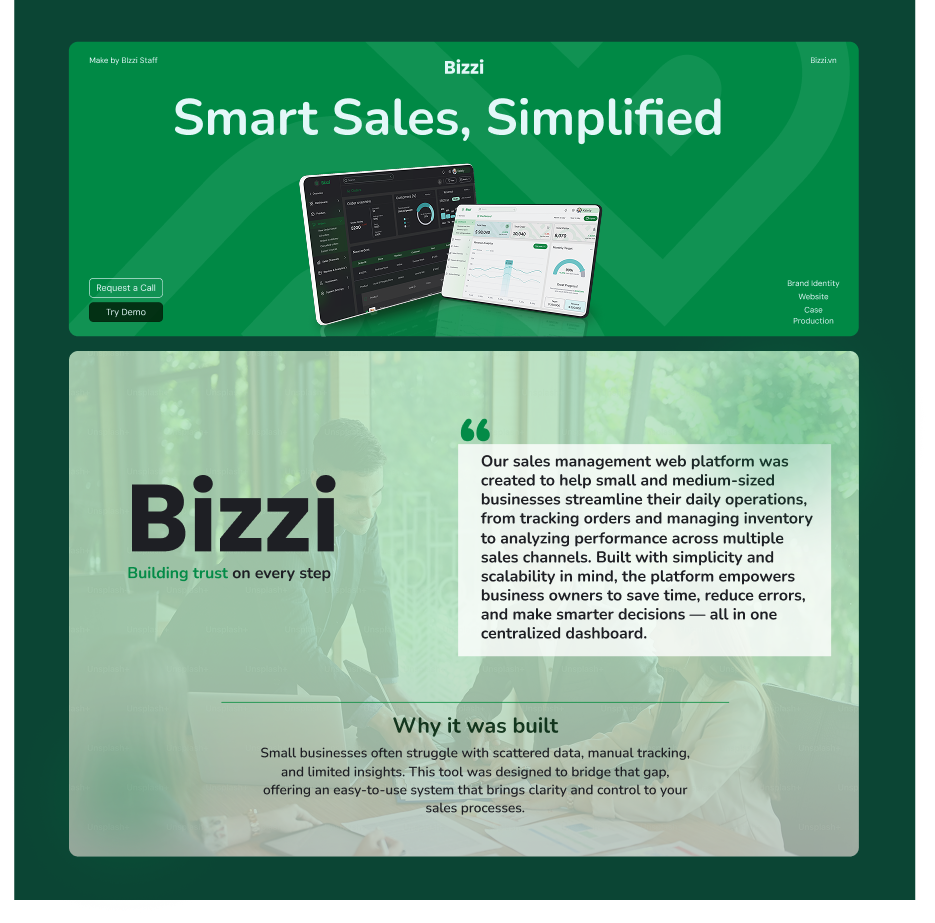 Make by BIzzi Staff
Bizzi
Bizzi.vn
Smart Sales, Simplified
Request a Call
Try Demo
Brand Identity
Website
Case
Production
“
Our sales management web platform was
created to help small and medium-sized
businesses streamline their daily operations,
from tracking orders and managing inventory
to analyzing performance across multiple
sales channels. Built with simplicity and
scalability in mind, the platform empowers
business owners to save time, reduce errors,
and make smarter decisions — all in one
centralized dashboard.
Bizzi
Building trust on every step
Why it was built
Small businesses often struggle with scattered data, manual tracking,
and limited insights. This tool was designed to bridge that gap,
offering an easy-to-use system that brings clarity and control to your
sales processes.